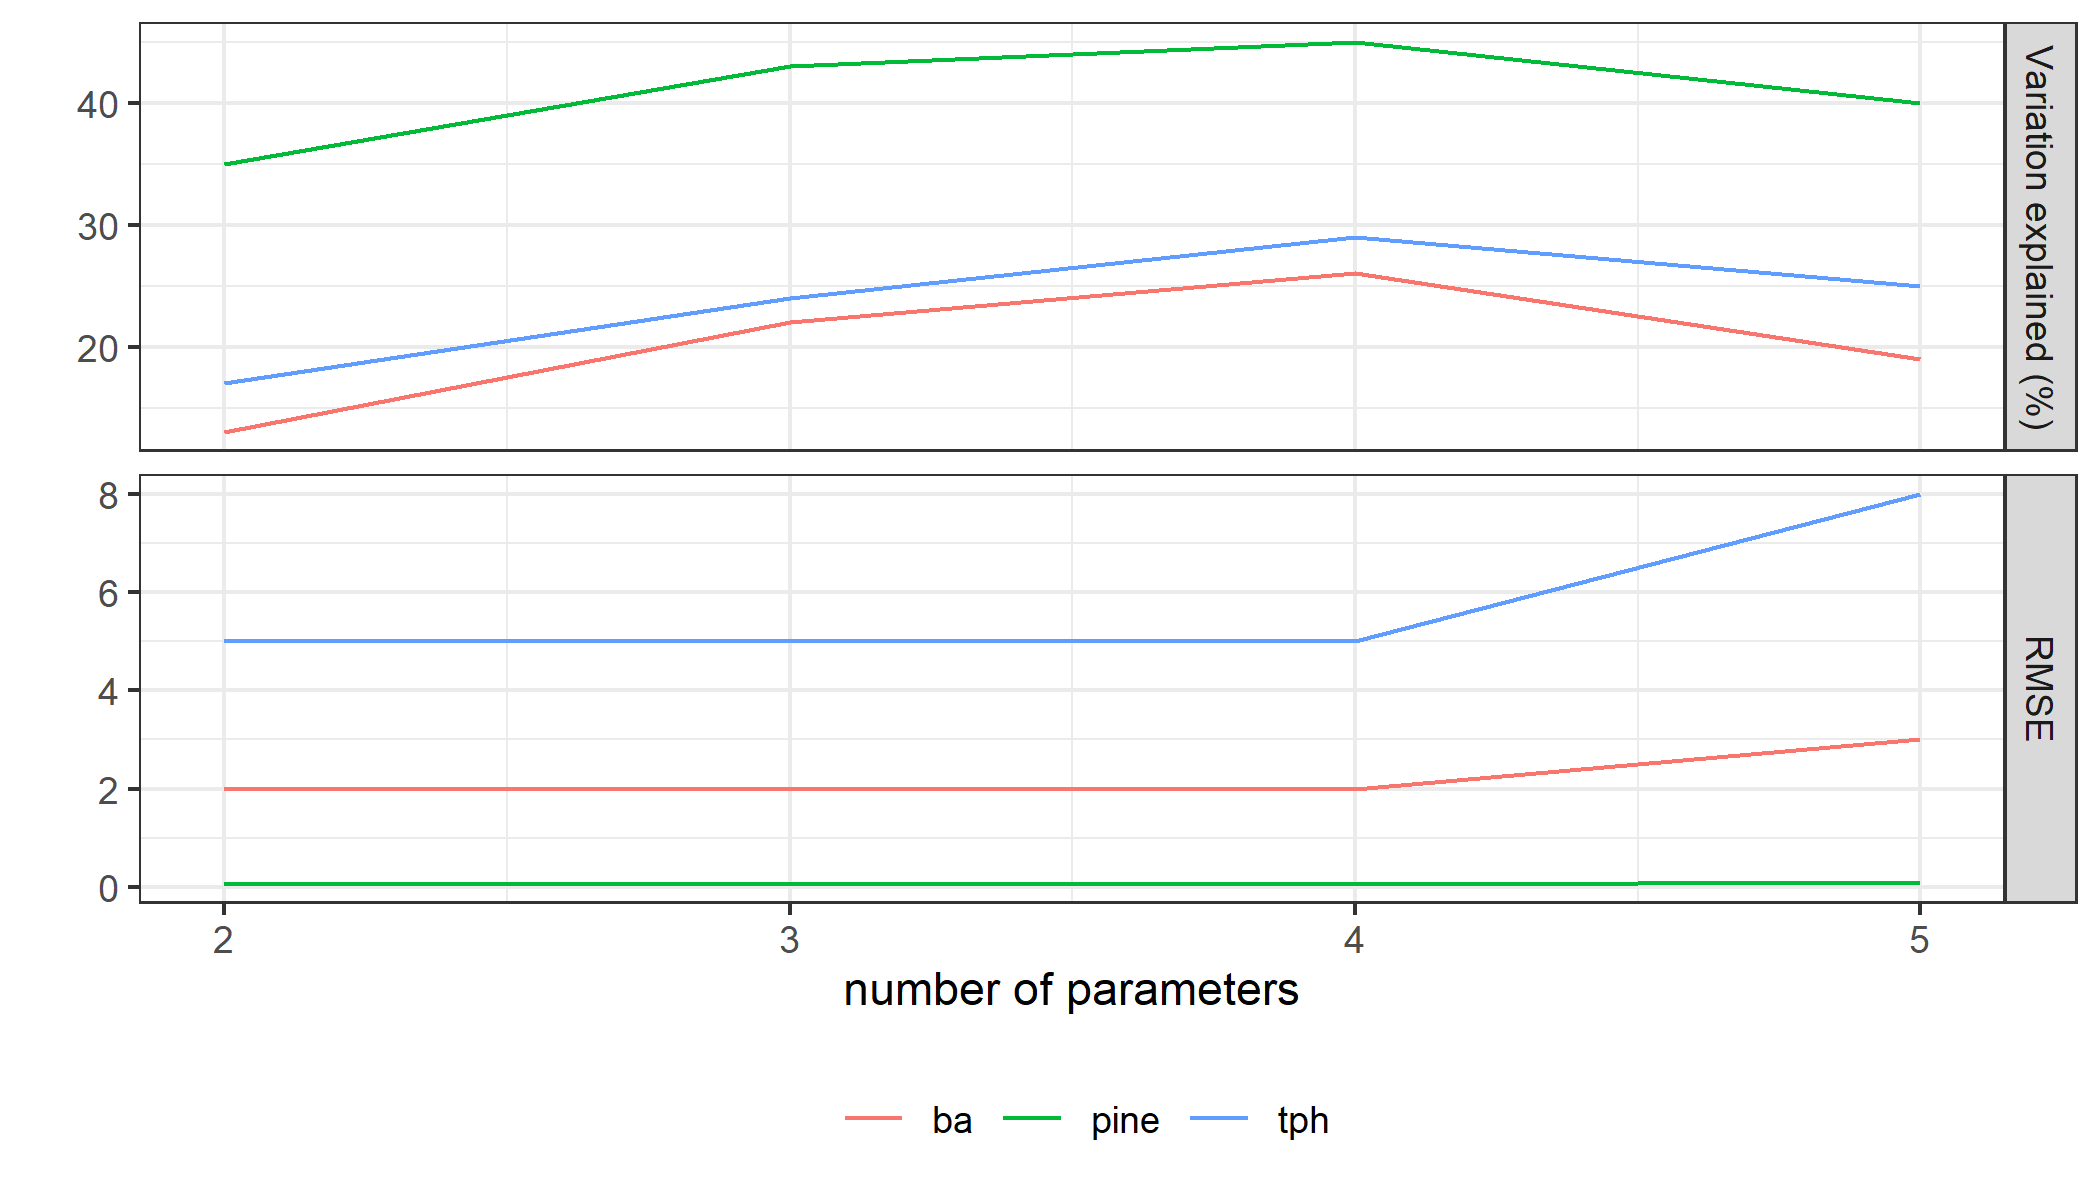 40
30
20
Variation explained (%)
8
6
4
2
0
RMSE
2 3 4 5
number of parameters
ba pine tph